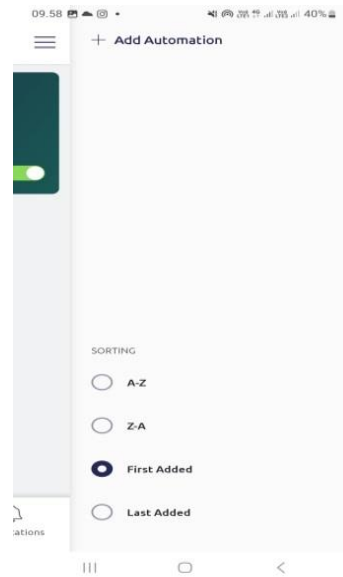 09.58
40%
+ Add Automation
SORTING
A-Z
Z-A
First Added
Last Added
ations